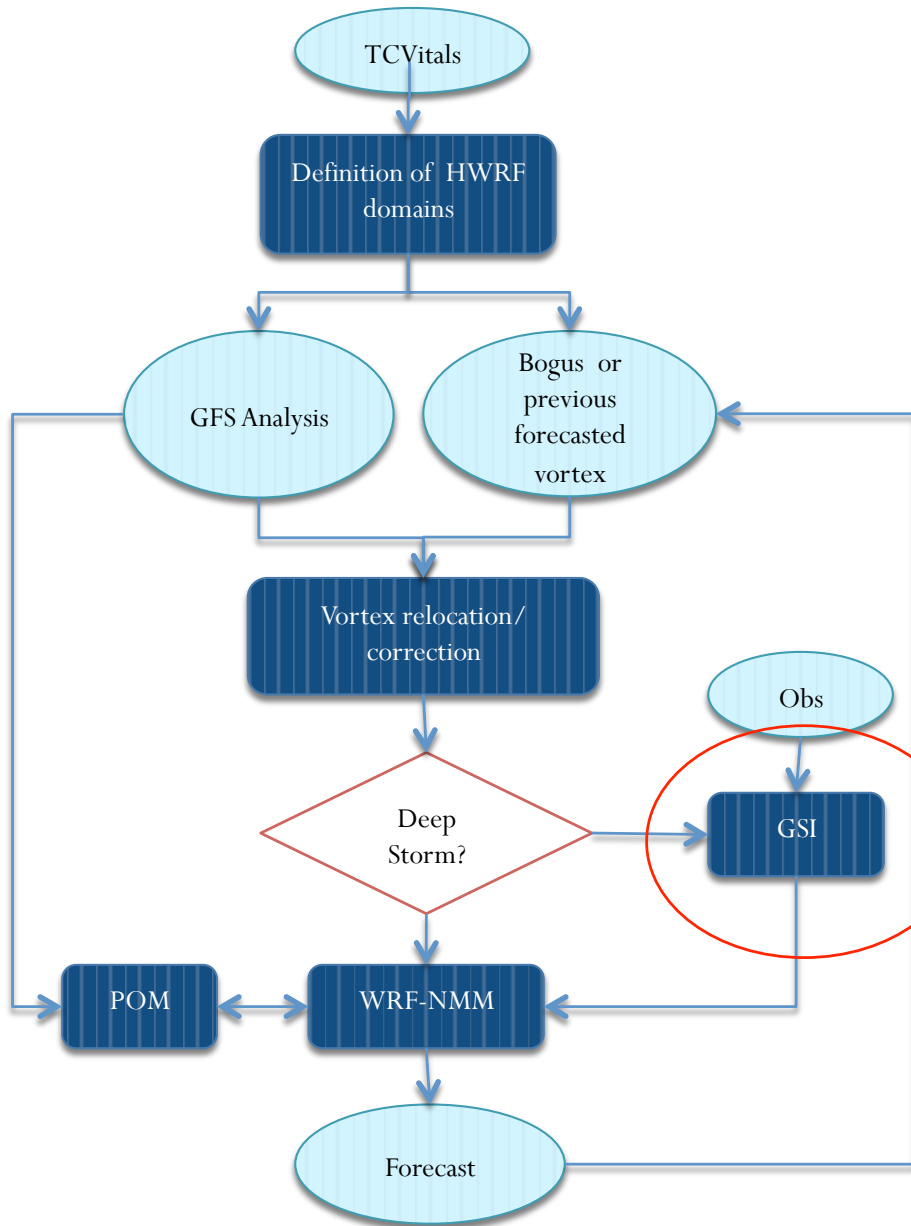 TCVitals
Definition of HWRF
domains
GFS Analysis
Bogus or
previous
forecasted
vortex
Vortex relocation/
correction
Obs
Deep
Storm?
GSI
POM
WRF-NMM
Forecast